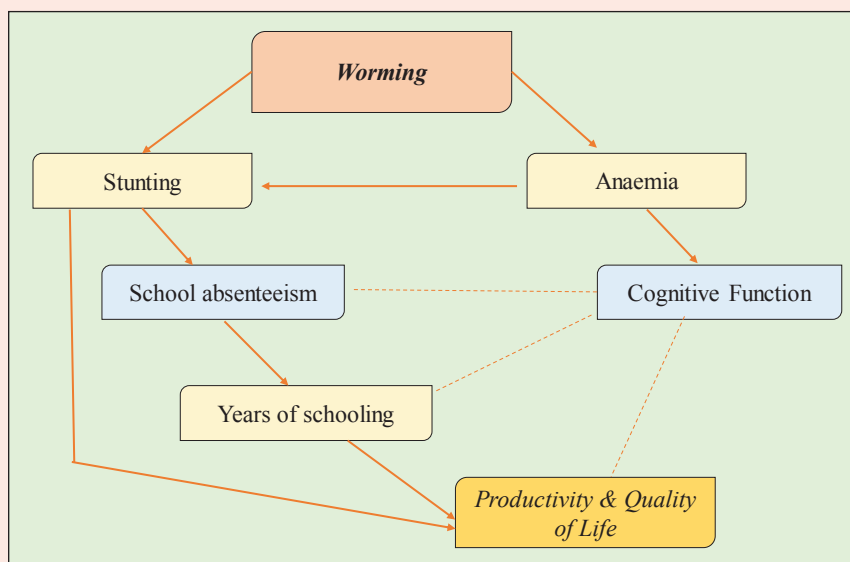 Worming
Stunting
Anaemia
School absenteeism
Cognitive Function
Years of schooling
Productivity & Quality
of Life